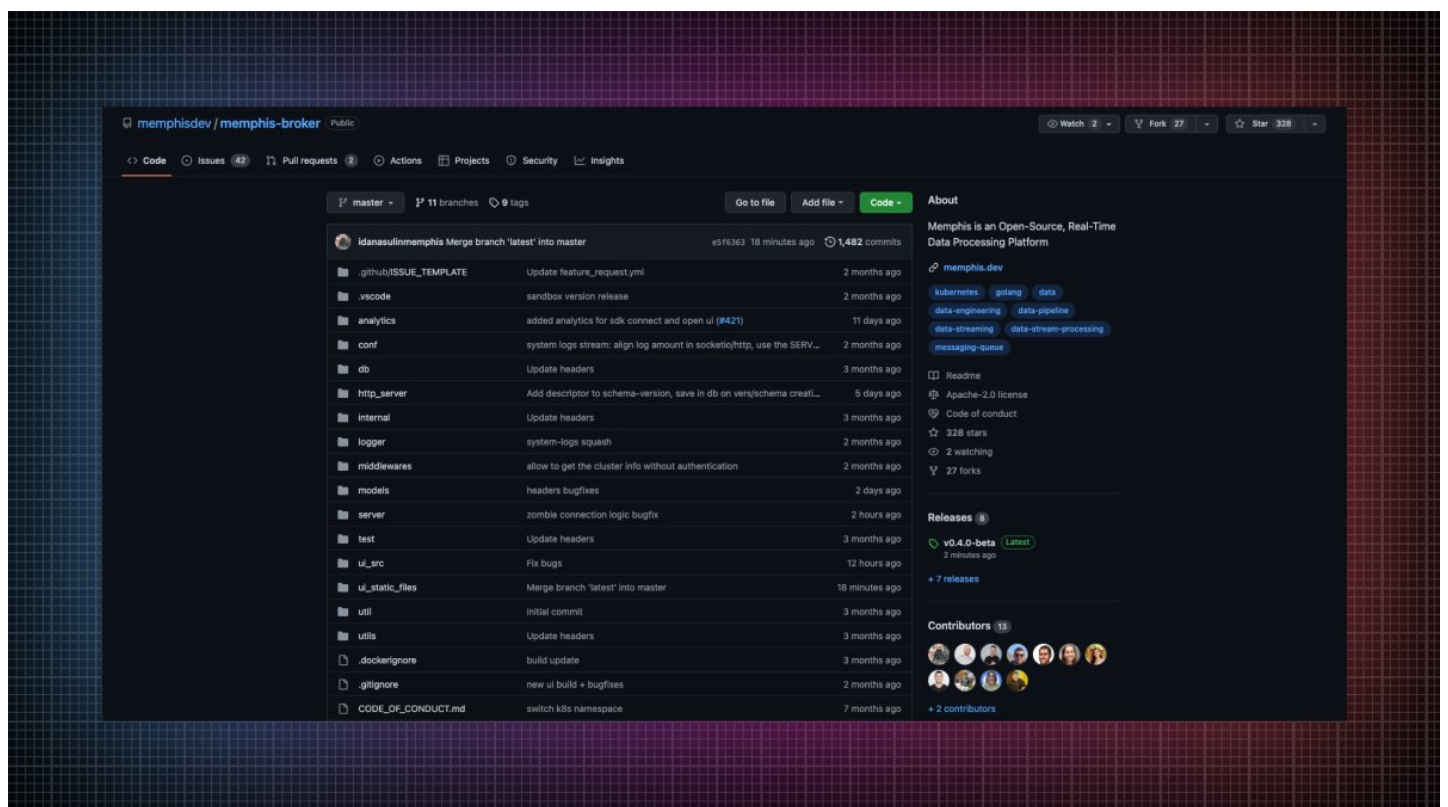 memphisdev / memphis-broker Public
Watch 2 Fork 27 Star 328
Code Issues 42 Pull requests 2 Actions Projects Security Insights
master 11 branches 9 tags Go to file Add file Code
idanasulinmemphis Merge branch 'latest' into master e5f6363 18 minutes ago 1,482 commits
.github/ISSUE_TEMPLATE Update feature_request.yml 2 months ago
.vscode sandbox version release 2 months ago
analytics added analytics for sdk connect and open ui (#421) 11 days ago
conf system logs stream: align log amount in socketio/http, use the SERV... 2 months ago
db Update headers 3 months ago
http_server Add descriptor to schema-version, save in db on vers/schema creati... 5 days ago
internal Update headers 3 months ago
logger system-logs squash 2 months ago
middlewares allow to get the cluster info without authentication 2 months ago
models headers bugfixes 2 days ago
server zombie connection logic bugfix 2 hours ago
test Update headers 3 months ago
ui_src Fix bugs 12 hours ago
ui_static_files Merge branch 'latest' into master 18 minutes ago
util initial commit 3 months ago
utils Update headers 3 months ago
.dockerignore build update 3 months ago
.gitignore new ui build + bugfixes 2 months ago
CODE_OF_CONDUCT.md switch k8s namespace 7 months ago
About
Memphis is an Open-Source, Real-Time
Data Processing Platform
memphis.dev
kubernetes golang data
data-engineering data-pipeline
data-streaming data-stream-processing
messaging-queue
Readme
Apache-2.0 license
Code of conduct
328 stars
2 watching
27 forks
Releases 8
v0.4.0-beta Latest
2 minutes ago
+ 7 releases
Contributors 13
+ 2 contributors